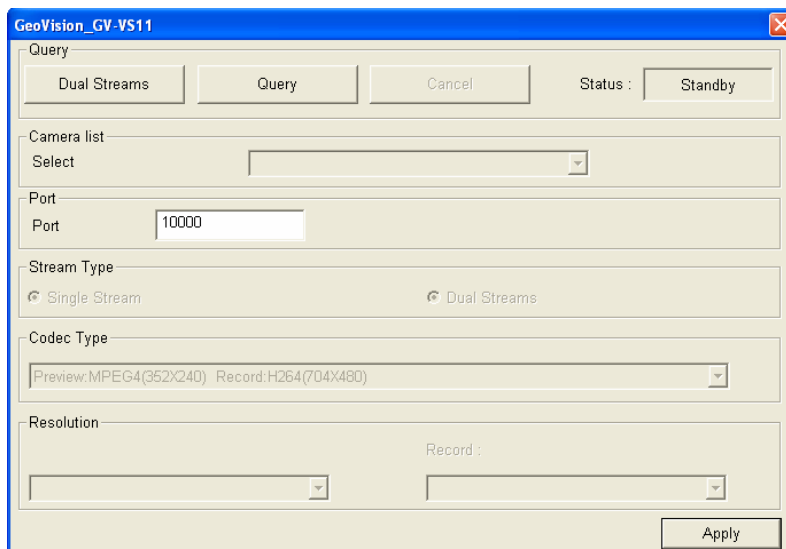 GeoVision_GV-VS11
Query
Dual Streams Query Cancel Status : Standby
Camera list
Select
Port
Port 10000
Stream Type
Single Stream Dual Streams
Codec Type
Preview:MPEG4(352X240) Record:H264(704X480)
Resolution
Record :
Apply